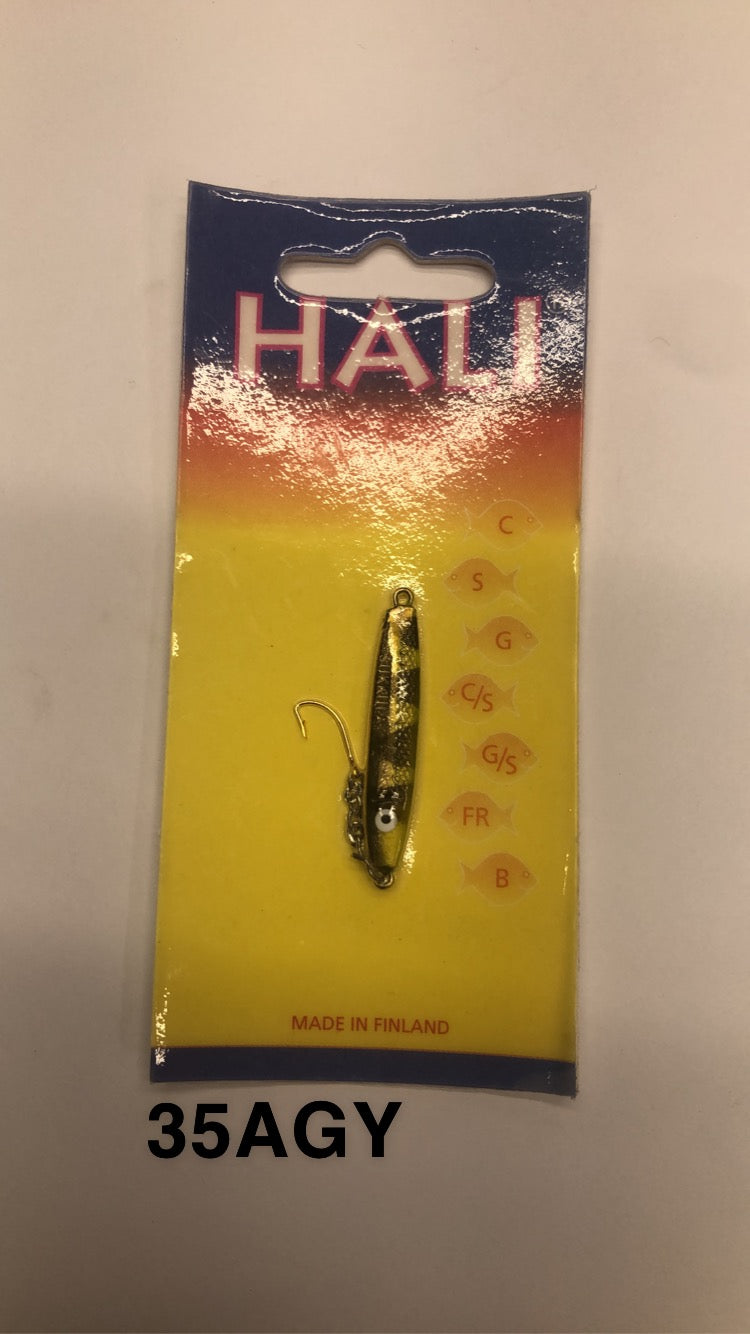 HALI
C
S
G
C/S
G/S
FR
B
MADE IN FINLAND
35AGY